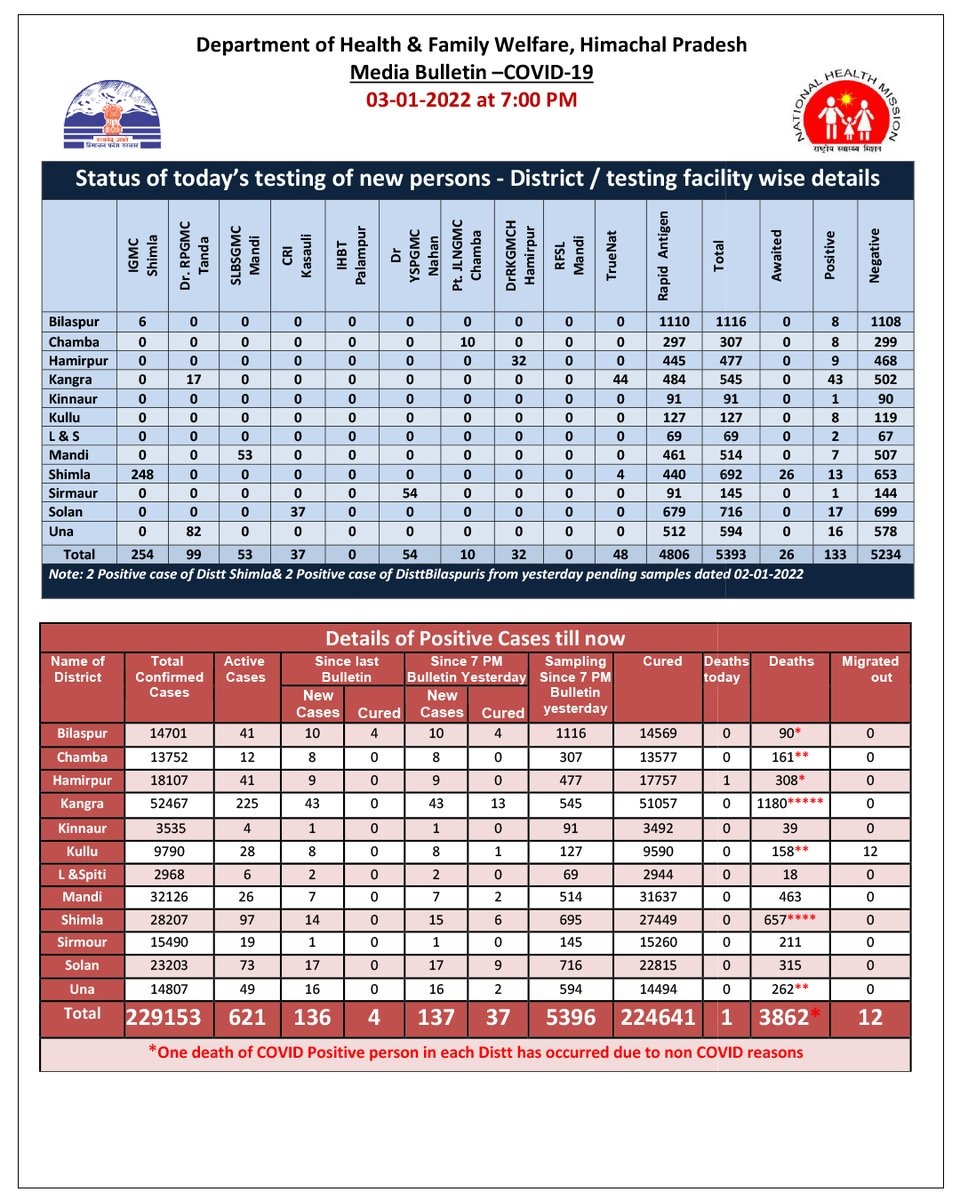 Department of Health & Family Welfare, Himachal Pradesh
Media Bulletin –COVID-19
03-01-2022 at 7:00 PM
हिमाचल प्रदेश सरकार
NATIONAL HEALTH MISSION
राष्ट्रीय स्वास्थ्य मिशन
Status of today's testing of new persons - District / testing facility wise details
IGMC Shimla Dr. RPGMC Tanda SLBSGMC Mandi CRI Kasauli IHBT Palampur Dr YSPGMC Nahan Pt. JLNGMC Chamba DrRKGMCH Hamirpur RFSL Mandi TrueNat Rapid Antigen Total Awaited Positive Negative
Bilaspur 6 0 0 0 0 0 0 0 0 0 1110 1116 0 8 1108
Chamba 0 0 0 0 0 0 10 0 0 0 297 307 0 8 299
Hamirpur 0 0 0 0 0 0 0 32 0 0 445 477 0 9 468
Kangra 0 17 0 0 0 0 0 0 0 44 484 545 0 43 502
Kinnaur 0 0 0 0 0 0 0 0 0 0 91 91 0 1 90
Kullu 0 0 0 0 0 0 0 0 0 0 127 127 0 8 119
L & S 0 0 0 0 0 0 0 0 0 0 69 69 0 2 67
Mandi 0 0 53 0 0 0 0 0 0 0 461 514 0 7 507
Shimla 248 0 0 0 0 0 0 0 0 4 440 692 26 13 653
Sirmaur 0 0 0 0 0 54 0 0 0 0 91 145 0 1 144
Solan 0 0 0 37 0 0 0 0 0 0 679 716 0 17 699
Una 0 82 0 0 0 0 0 0 0 0 512 594 0 16 578
Total 254 99 53 37 0 54 10 32 0 48 4806 5393 26 133 5234
Note: 2 Positive case of Distt Shimla& 2 Positive case of DisttBilaspuris from yesterday pending samples dated 02-01-2022
Details of Positive Cases till now
Name of District Total Confirmed Cases Active Cases Since last Bulletin Since 7 PM Bulletin Yesterday Sampling Since 7 PM Bulletin yesterday Cured Deaths today Deaths Migrated out
New Cases Cured New Cases Cured
Bilaspur 14701 41 10 4 10 4 1116 14569 0 90* 0
Chamba 13752 12 8 0 8 0 307 13577 0 161** 0
Hamirpur 18107 41 9 0 9 0 477 17757 1 308* 0
Kangra 52467 225 43 0 43 13 545 51057 0 1180***** 0
Kinnaur 3535 4 1 0 1 0 91 3492 0 39 0
Kullu 9790 28 8 0 8 1 127 9590 0 158** 12
L &Spiti 2968 6 2 0 2 0 69 2944 0 18 0
Mandi 32126 26 7 0 7 2 514 31637 0 463 0
Shimla 28207 97 14 0 15 6 695 27449 0 657**** 0
Sirmour 15490 19 1 0 1 0 145 15260 0 211 0
Solan 23203 73 17 0 17 9 716 22815 0 315 0
Una 14807 49 16 0 16 2 594 14494 0 262** 0
Total 229153 621 136 4 137 37 5396 224641 1 3862* 12
*One death of COVID Positive person in each Distt has occurred due to non COVID reasons